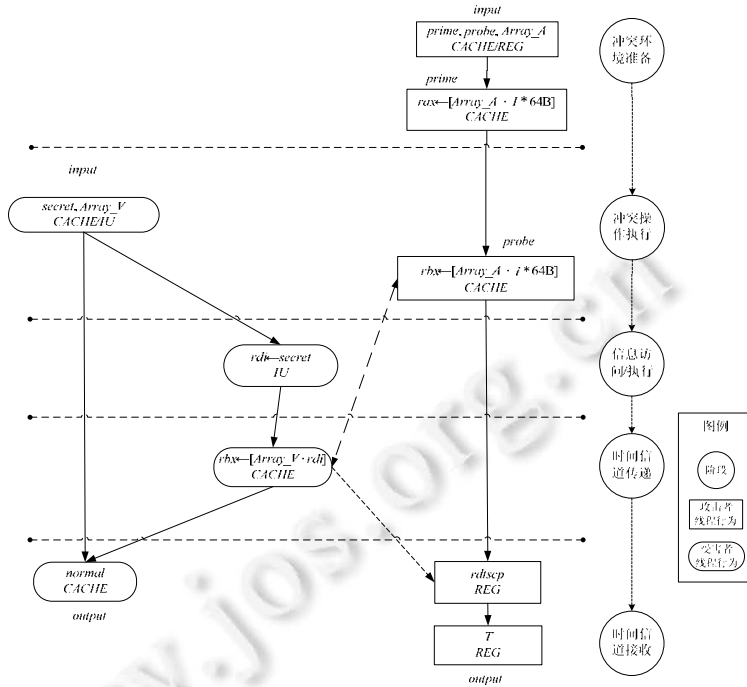 input
prime, probe, Array_A
CACHE/REG
冲突环
境准备
prime
rax←[Array_A · I*64B]
CACHE
input
secret, Array_V
CACHE/IU
冲突操
作执行
probe
rbx←[Array_A · i*64B]
CACHE
rdi←secret
IU
信息访
问/执行
rbx←[Array_V·rdi]
CACHE
时间信
道传递
图例
阶段
攻击者
线程行为
受害者
线程行为
normal
CACHE
output
rdtscp
REG
T
REG
output
时间信
道接收
.jos.org.cn